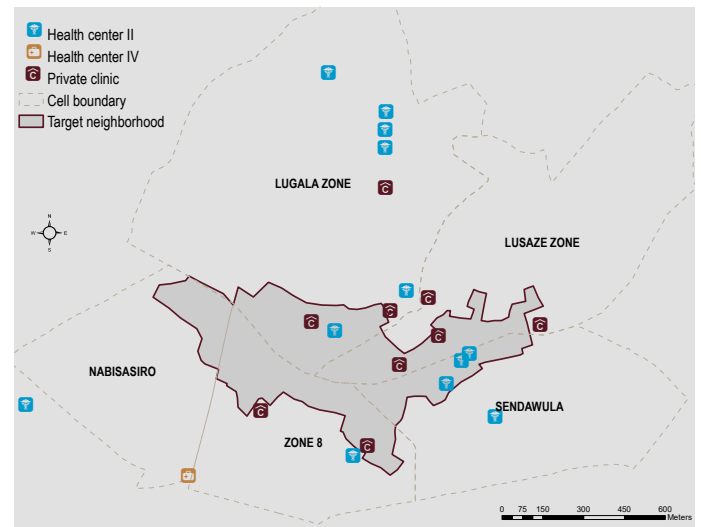 Health center II
Health center IV
Private clinic
Cell boundary
Target neighborhood
LUGALA ZONE
N
W E
S
LUSAZE ZONE
NABISASIRO
SENDAWULA
ZONE 8
0 75 150 300 450 600
Meters